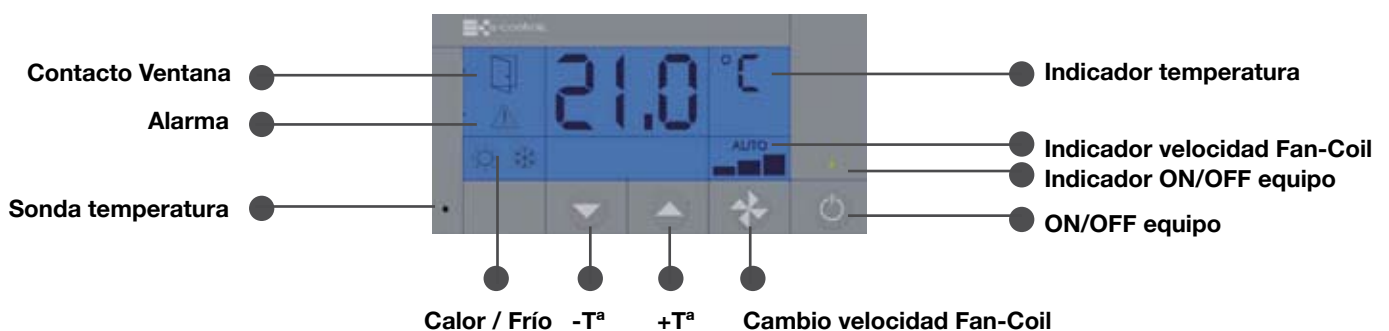 Contacto Ventana
Alarma
Sonda temperatura
21.0 °C
AUTO
Indicador temperatura
Indicador velocidad Fan-Coil
Indicador ON/OFF equipo
ON/OFF equipo
Calor / Frío -Tª +Tª Cambio velocidad Fan-Coil